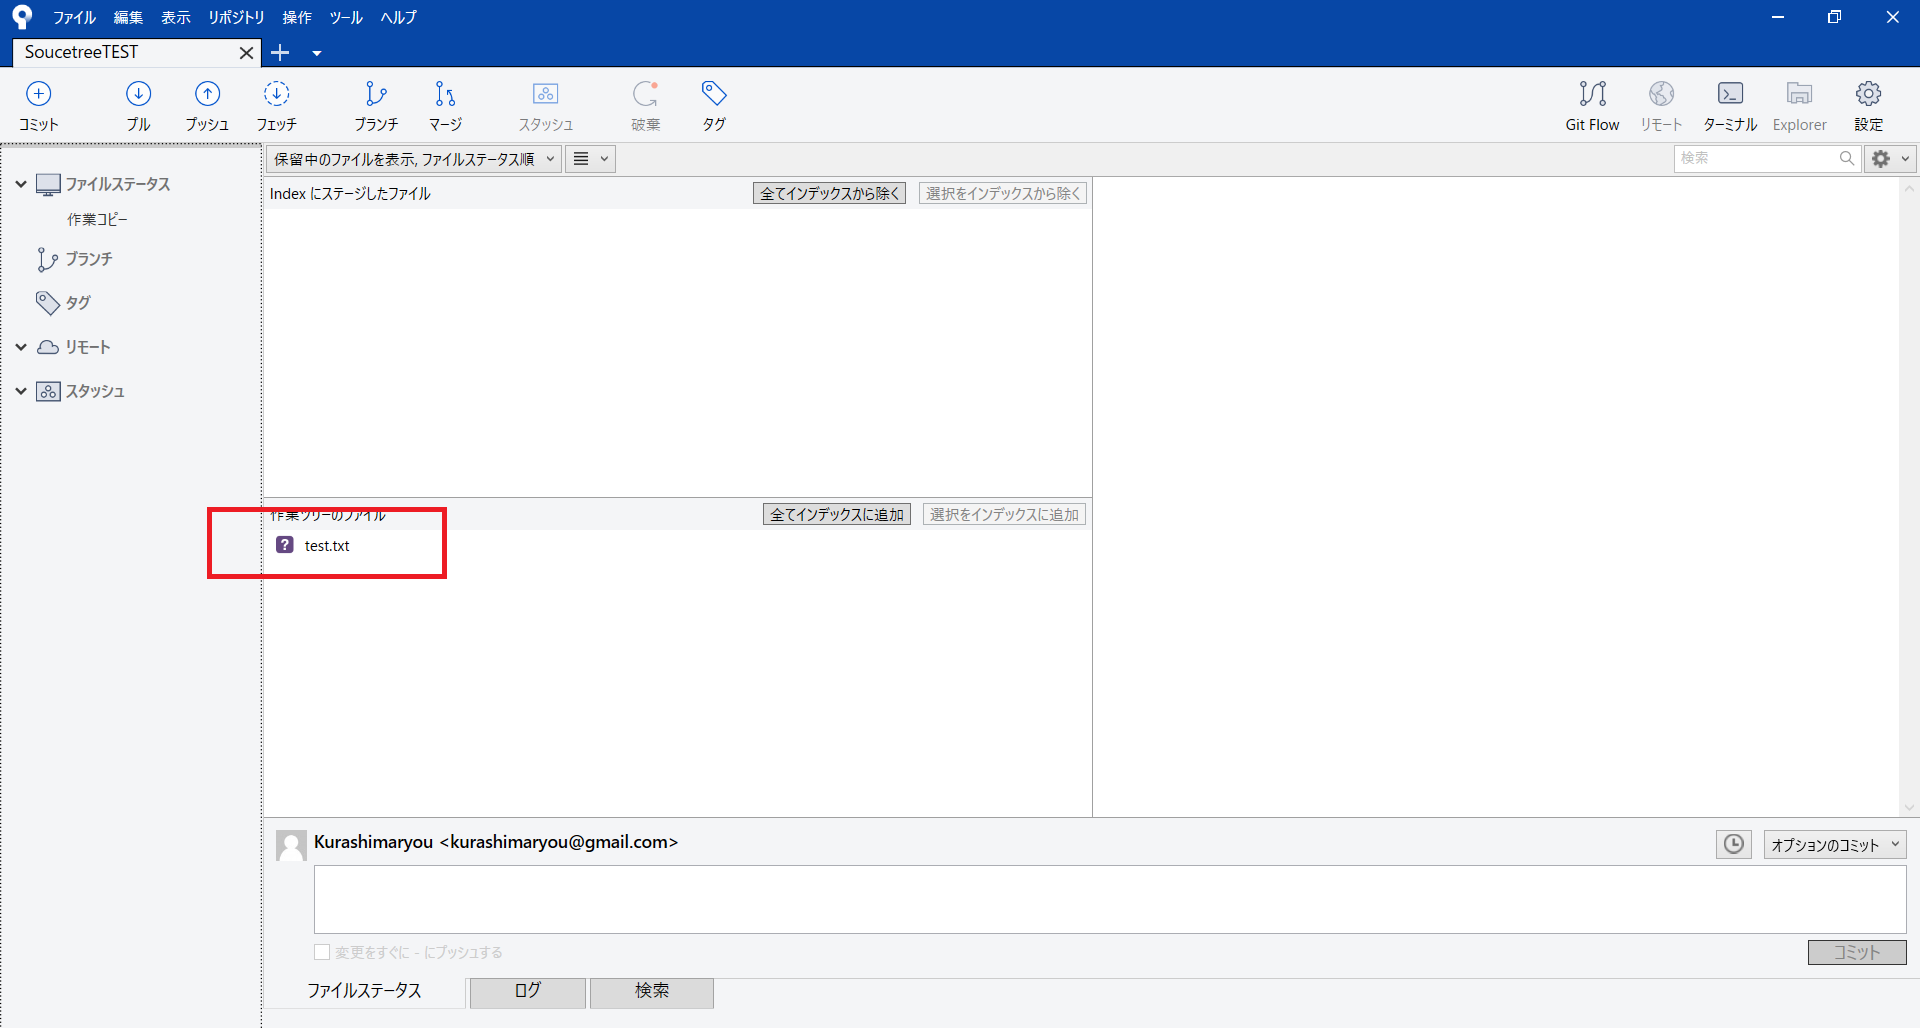 ファイル 編集 表示 リポジトリ 操作 ツール ヘルプ
SoucetreeTEST
コミット プル プッシュ フェッチ ブランチ マージ スタッシュ 破棄 タグ Git Flow リモート ターミナル Explorer 設定
保留中のファイルを表示, ファイルステータス順 検索
ファイルステータス
作業コピー
ブランチ
タグ
リモート
スタッシュ
Index にステージしたファイル 全てインデックスから除く 選択をインデックスから除く
作業ツリーのファイル 全てインデックスに追加 選択をインデックスに追加
? test.txt
Kurashimaryou <kurashimaryou@gmail.com> オプションのコミット
変更をすぐに - にプッシュする コミット
ファイルステータス ログ 検索